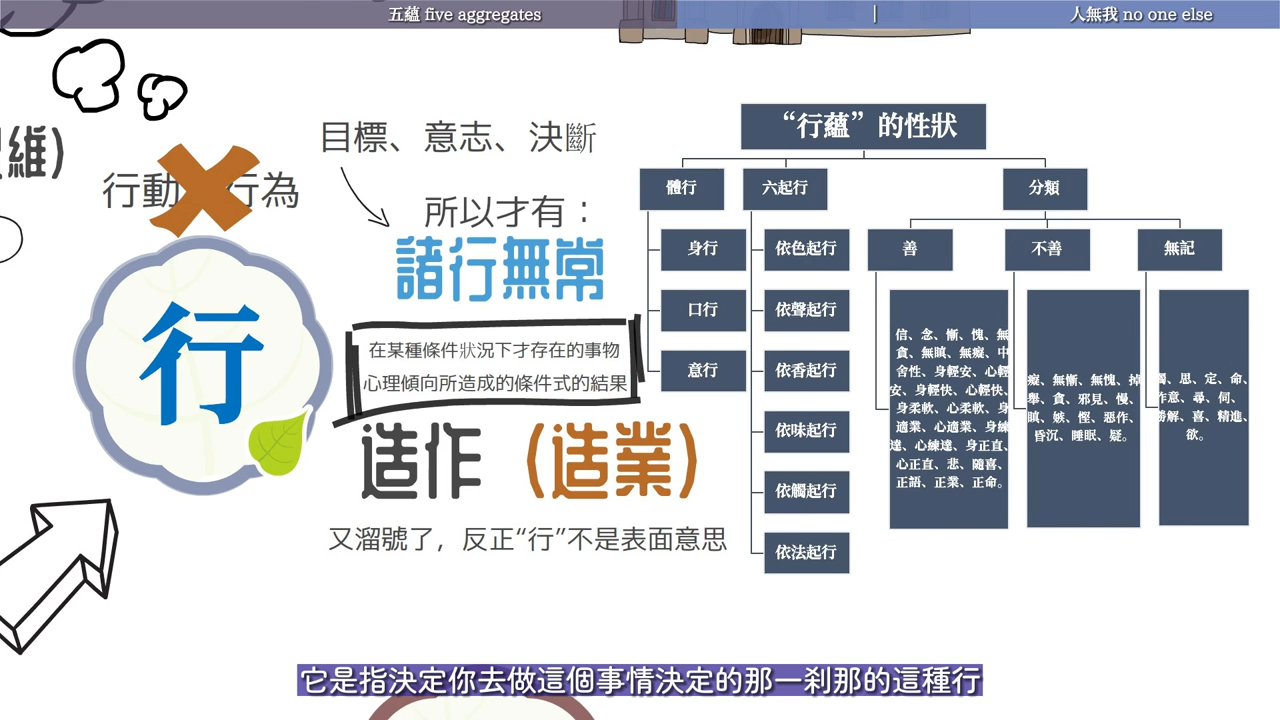 五蘊 five aggregates
|
人無我 no one else
維)
目標、意志、決斷
行動
行為
所以才有：
諸行無常
行
在某種條件狀況下才存在的事物
心理傾向所造成的條件式的結果
造作（造業）
又溜號了，反正“行”不是表面意思
“行蘊”的性狀
體行
六起行
分類
身行
口行
意行
依色起行
依聲起行
依香起行
依味起行
依觸起行
依法起行
善
不善
無記
信、念、慚、愧、無
貪、無瞋、無癡、中
舍性、身輕安、心輕
安、身輕快、心輕快、
身柔軟、心柔軟、身
適業、心適業、身練
達、心練達、身正直、
心正直、悲、隨喜、
正語、正業、正命。
癡、無慚、無愧、掉
舉、貪、邪見、慢、
瞋、嫉、慳、惡作、
昏沉、睡眠、疑。
觸、思、定、命、
作意、尋、伺、
勝解、喜、精進、
欲。
它是指決定你去做這個事情決定的那一剎那的這種行